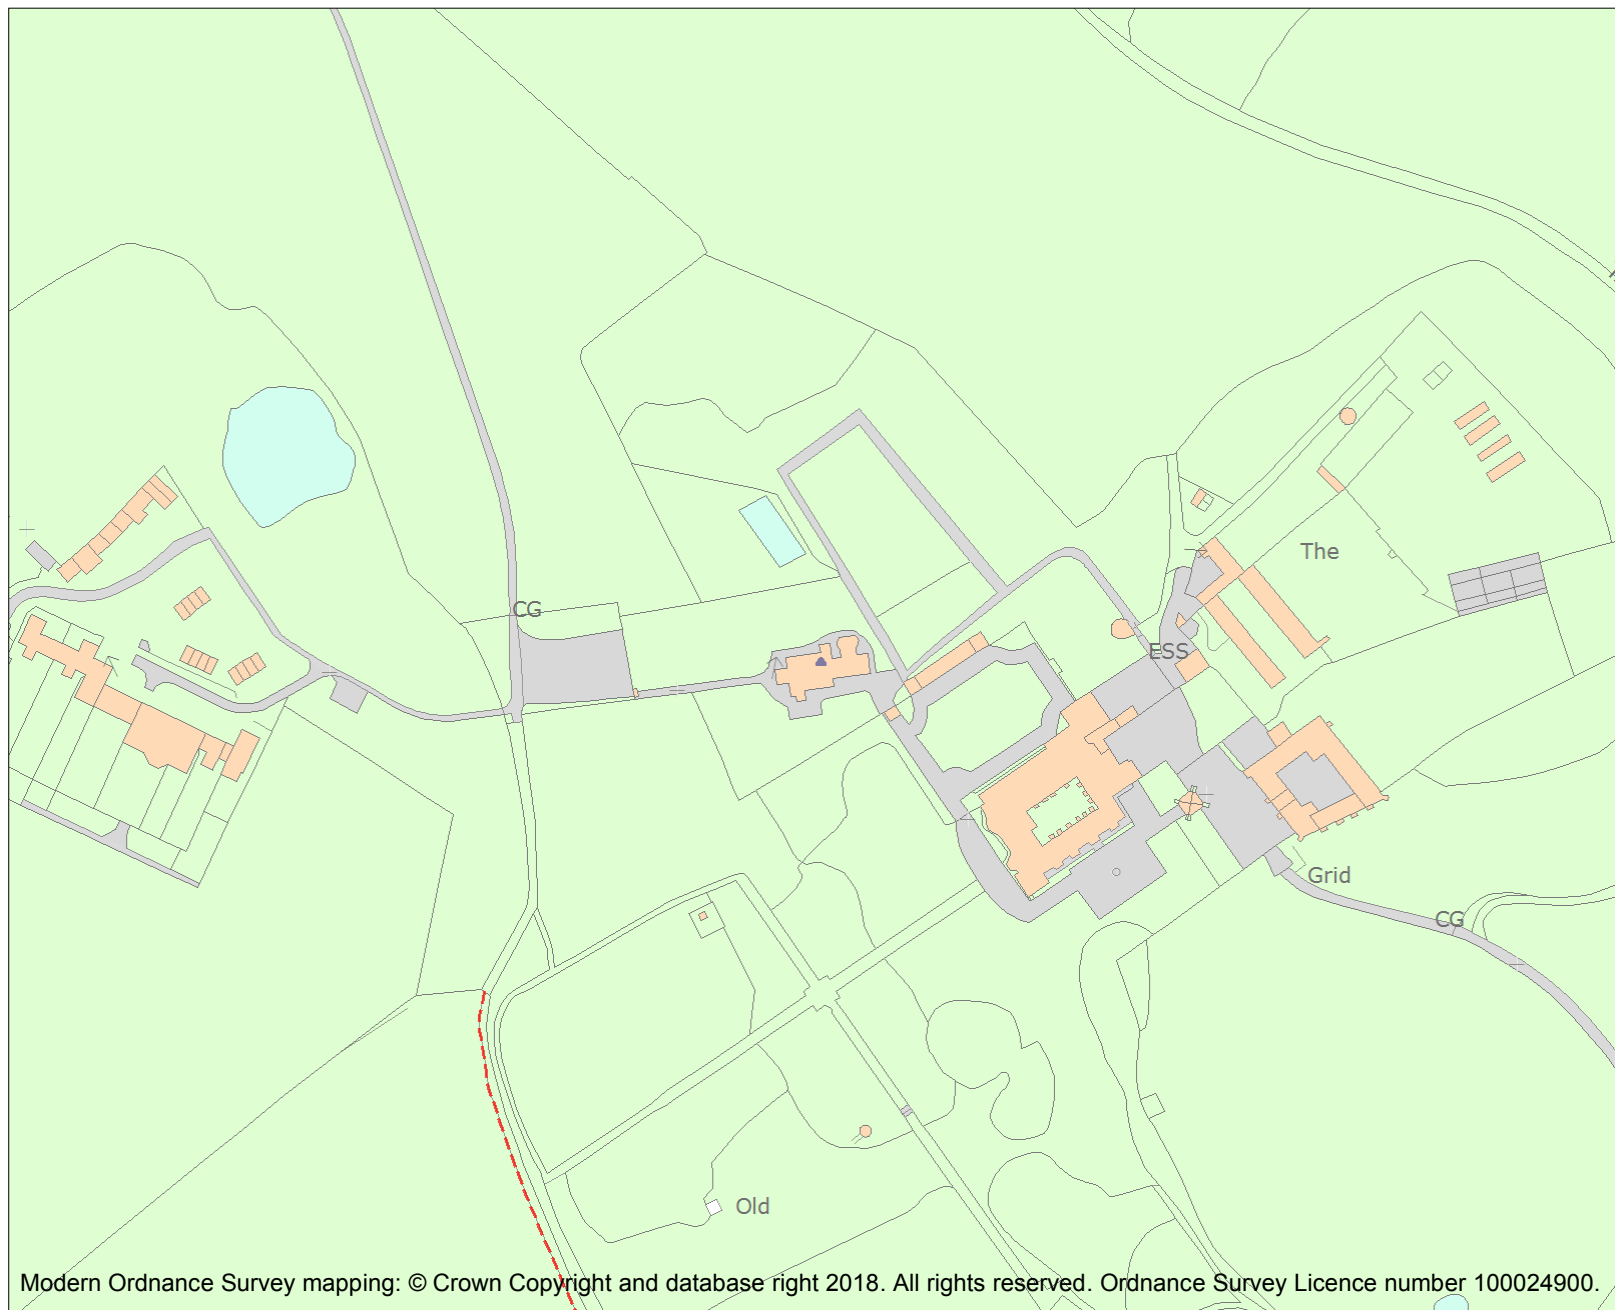 The
CG
ESS
Grid
CG
Old
Modern Ordnance Survey mapping: © Crown Copyright and database right 2018. All rights reserved. Ordnance Survey Licence number 100024900.